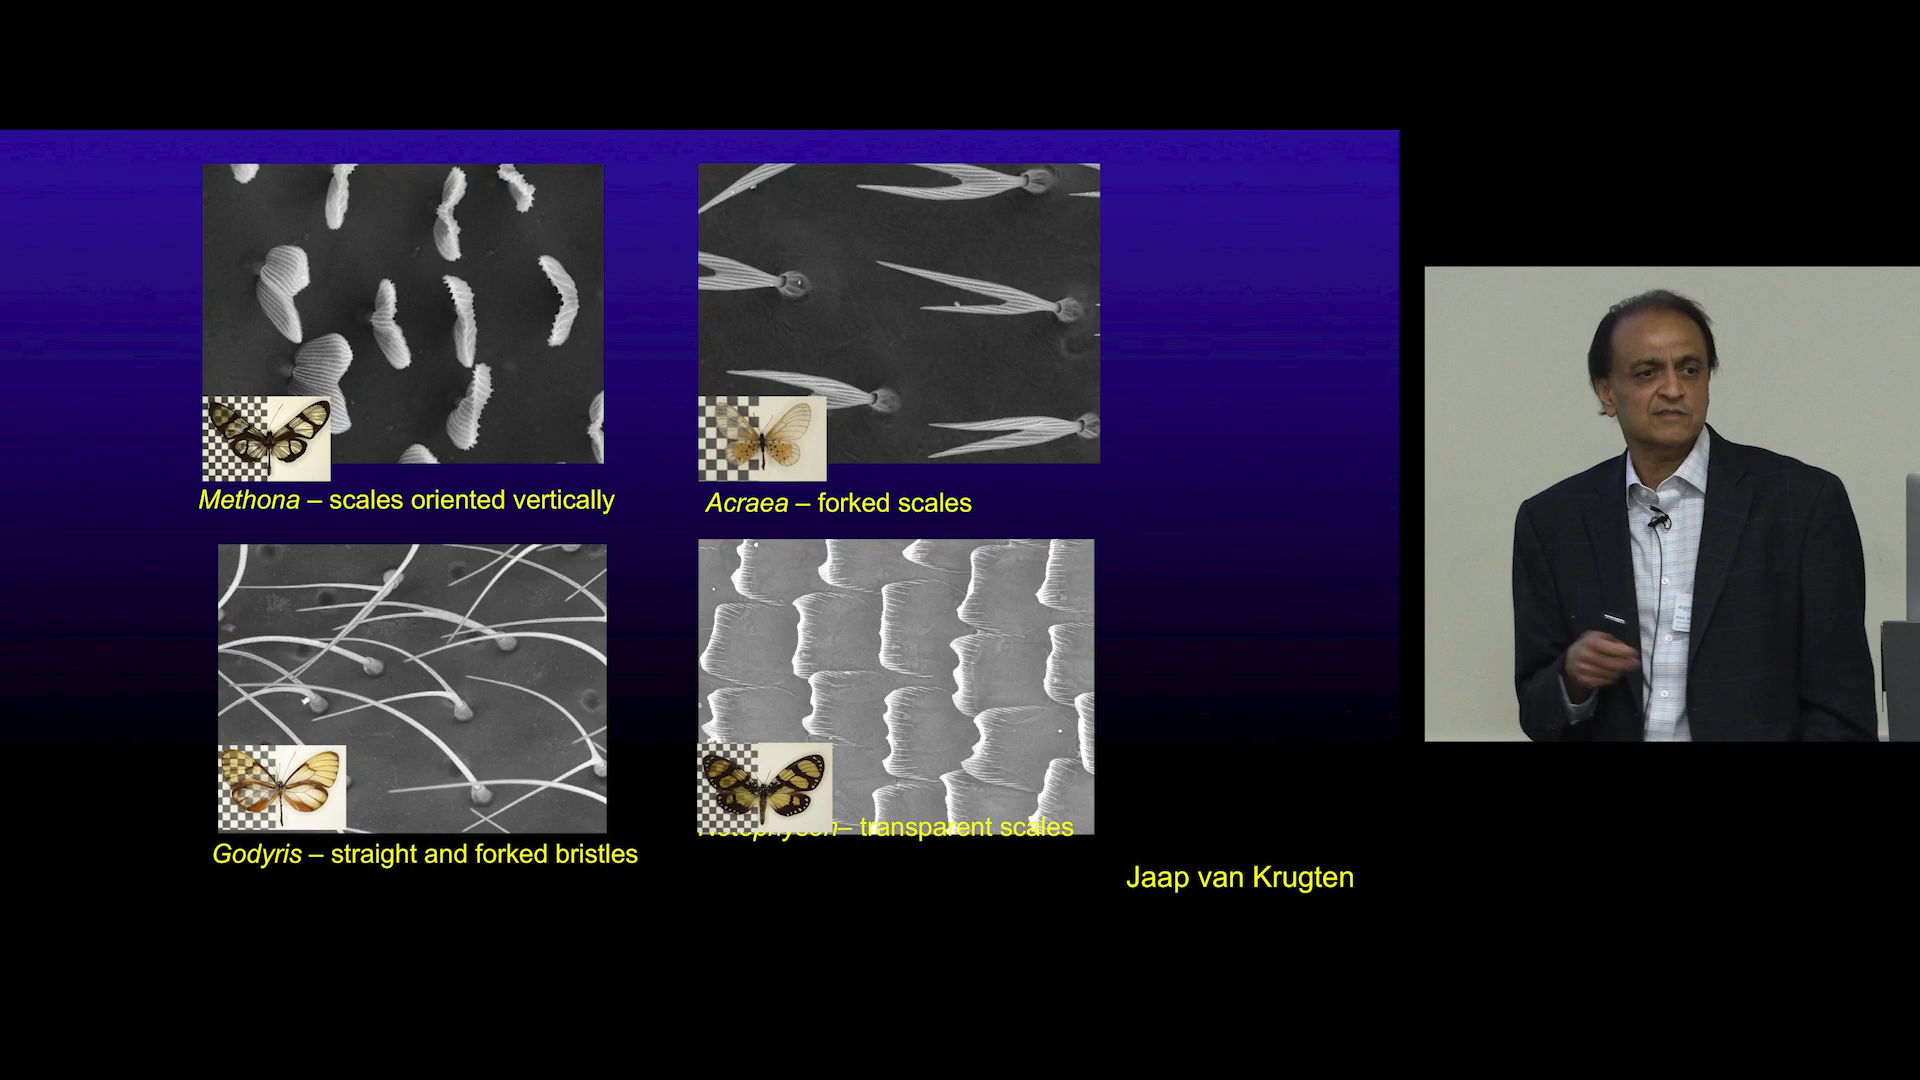 Methona – scales oriented vertically
Acraea – forked scales
Godyris – straight and forked bristles
– transparent scales
Jaap van Krugten